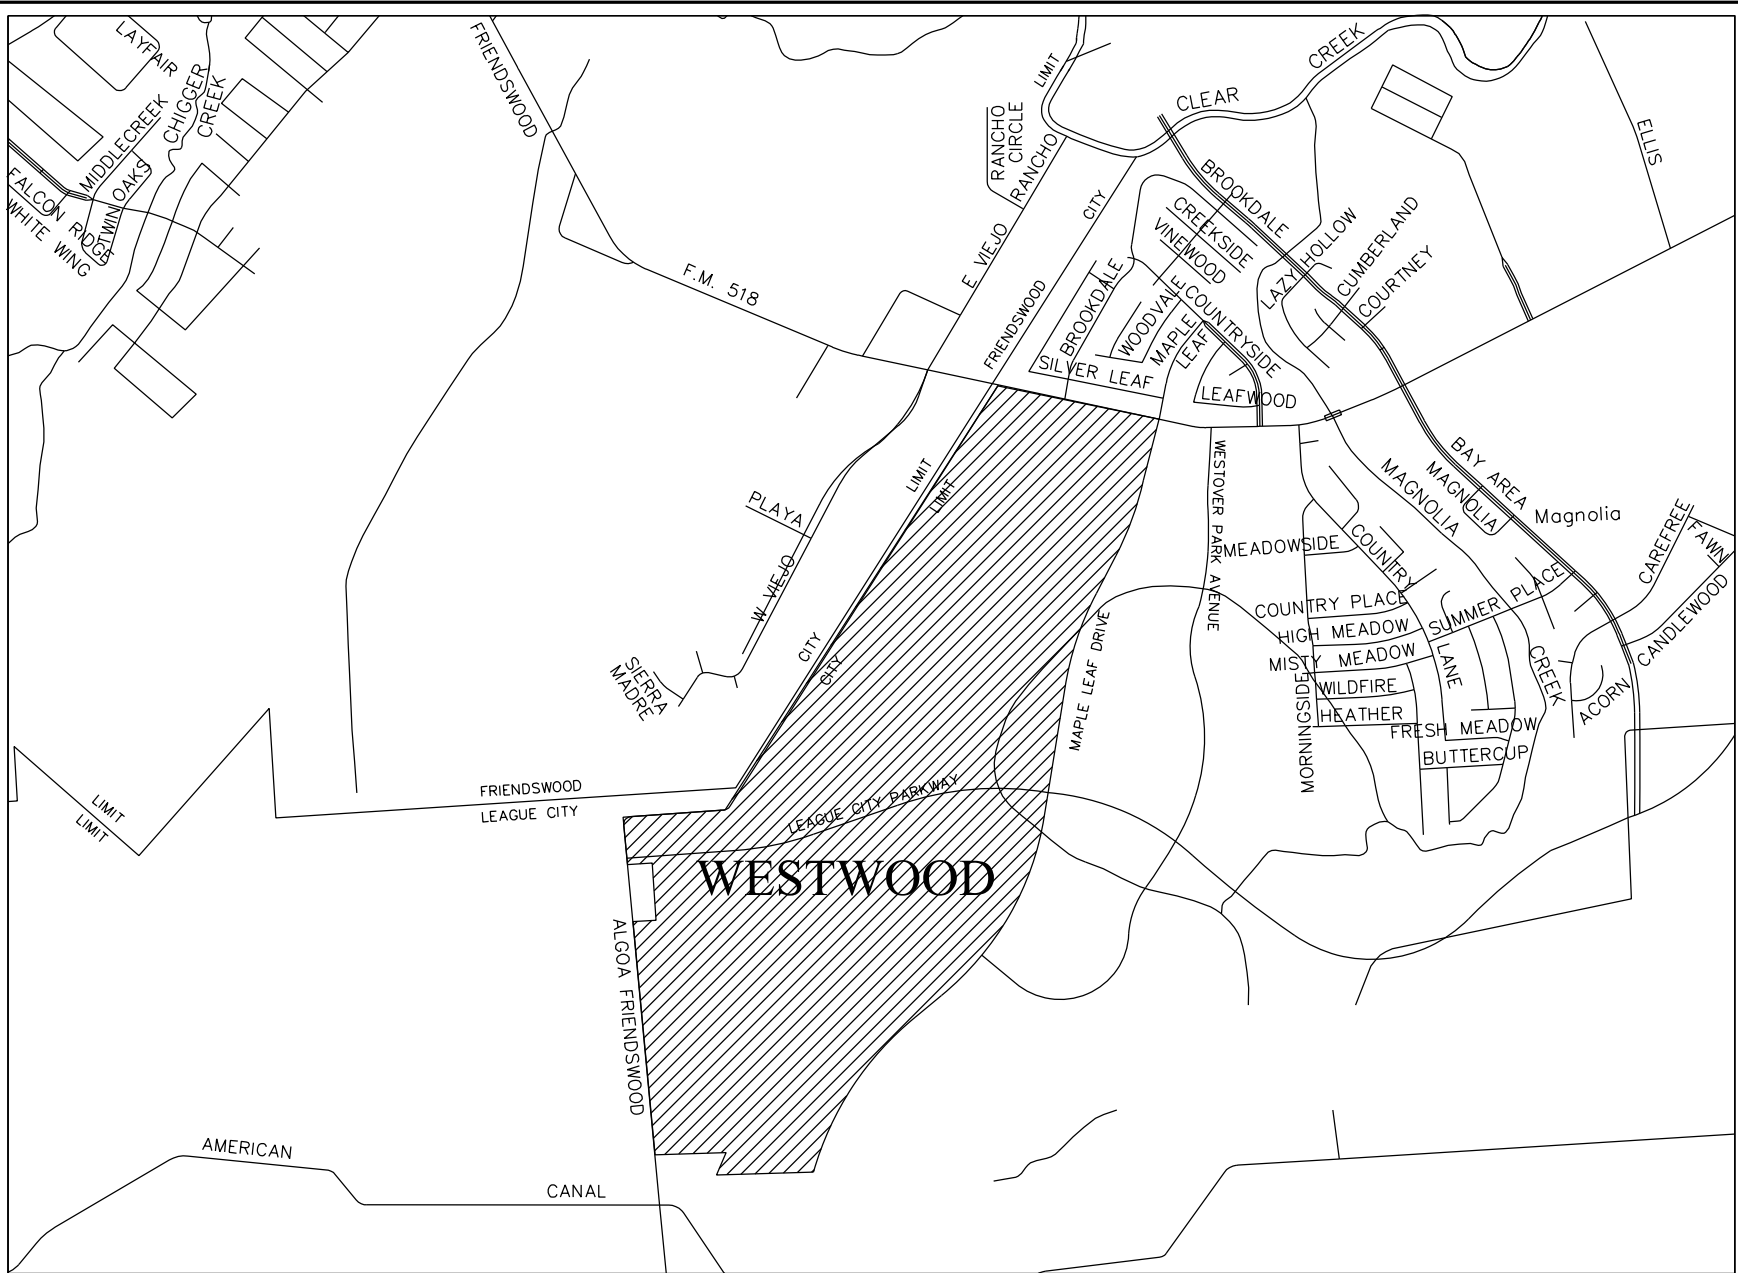 LAYFAIR
CHIGGER
CREEK
MIDDLECREEK
TWIN OAKS
FALCON RIDGE
WHITE WING
FRIENDSWOOD
F.M. 518
RANCHO
CIRCLE
E. VIEJO RANCHO
LIMIT
CITY
FRIENDSWOOD
CLEAR CREEK
ELLIS
BROOKDALE
CREEKSIDE
VINEWOOD
LAZY HOLLOW
CUMBERLAND
COURTNEY
BROOKDALE
WOODVALE
MAPLE
LEAF
COUNTRYSIDE
SILVER LEAF
LEAFWOOD
LIMIT
LIMIT
CITY
CITY
PLAYA
W. VIEJO
SIERRA
MADRE
WESTOVER PARK AVENUE
MAPLE LEAF DRIVE
MEADOWSIDE
COUNTRY
LANE
COUNTRY PLACE
HIGH MEADOW
MISTY MEADOW
WILDFIRE
HEATHER
MORNINGSIDE
SUMMER PLACE
FRESH MEADOW
BUTTERCUP
MAGNOLIA
CREEK
MAGNOLIA
BAY AREA
Magnolia
CAREFREE
FAWN
CANDLEWOOD
ACORN
LIMIT
LIMIT
FRIENDSWOOD
LEAGUE CITY
LEAGUE CITY PARKWAY
WESTWOOD
ALGOA FRIENDSWOOD
AMERICAN
CANAL